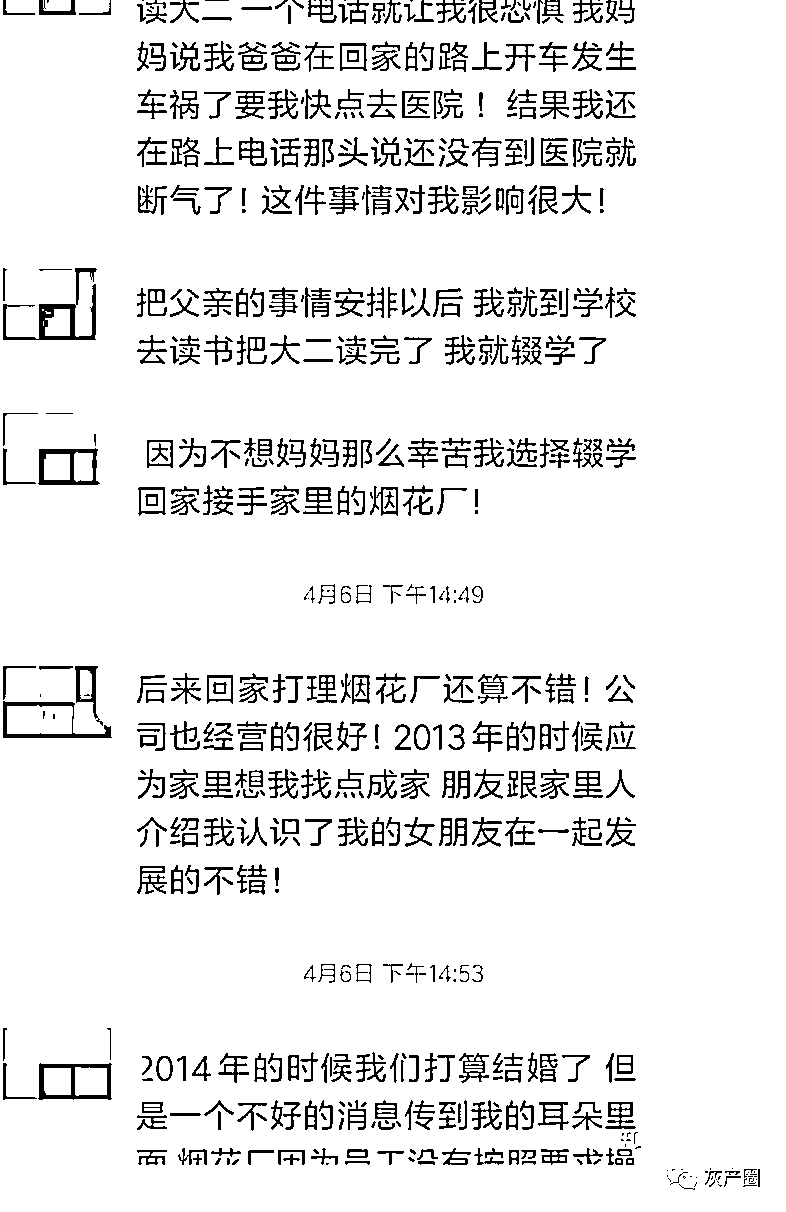 读大二 一个电话就让我很恐惧 我妈
妈说我爸爸在回家的路上开车发生
车祸了要我快点去医院！ 结果我还
在路上电话那头说还没有到医院就
断气了！这件事情对我影响很大！
把父亲的事情安排以后 我就到学校
去读书把大二读完了 我就辍学了
因为不想妈妈那么幸苦我选择辍学
回家接手家里的烟花厂！
4月6日 下午14:49
后来回家打理烟花厂还算不错！公
司也经营的很好！2013年的时候应
为家里想我找点成家 朋友跟家里人
介绍我认识了我的女朋友在一起发
展的不错！
4月6日 下午14:53
2014年的时候我们打算结婚了 但
是一个不好的消息传到我的耳朵里
面 烟花厂因为员工没有按照要求操
灰产圈